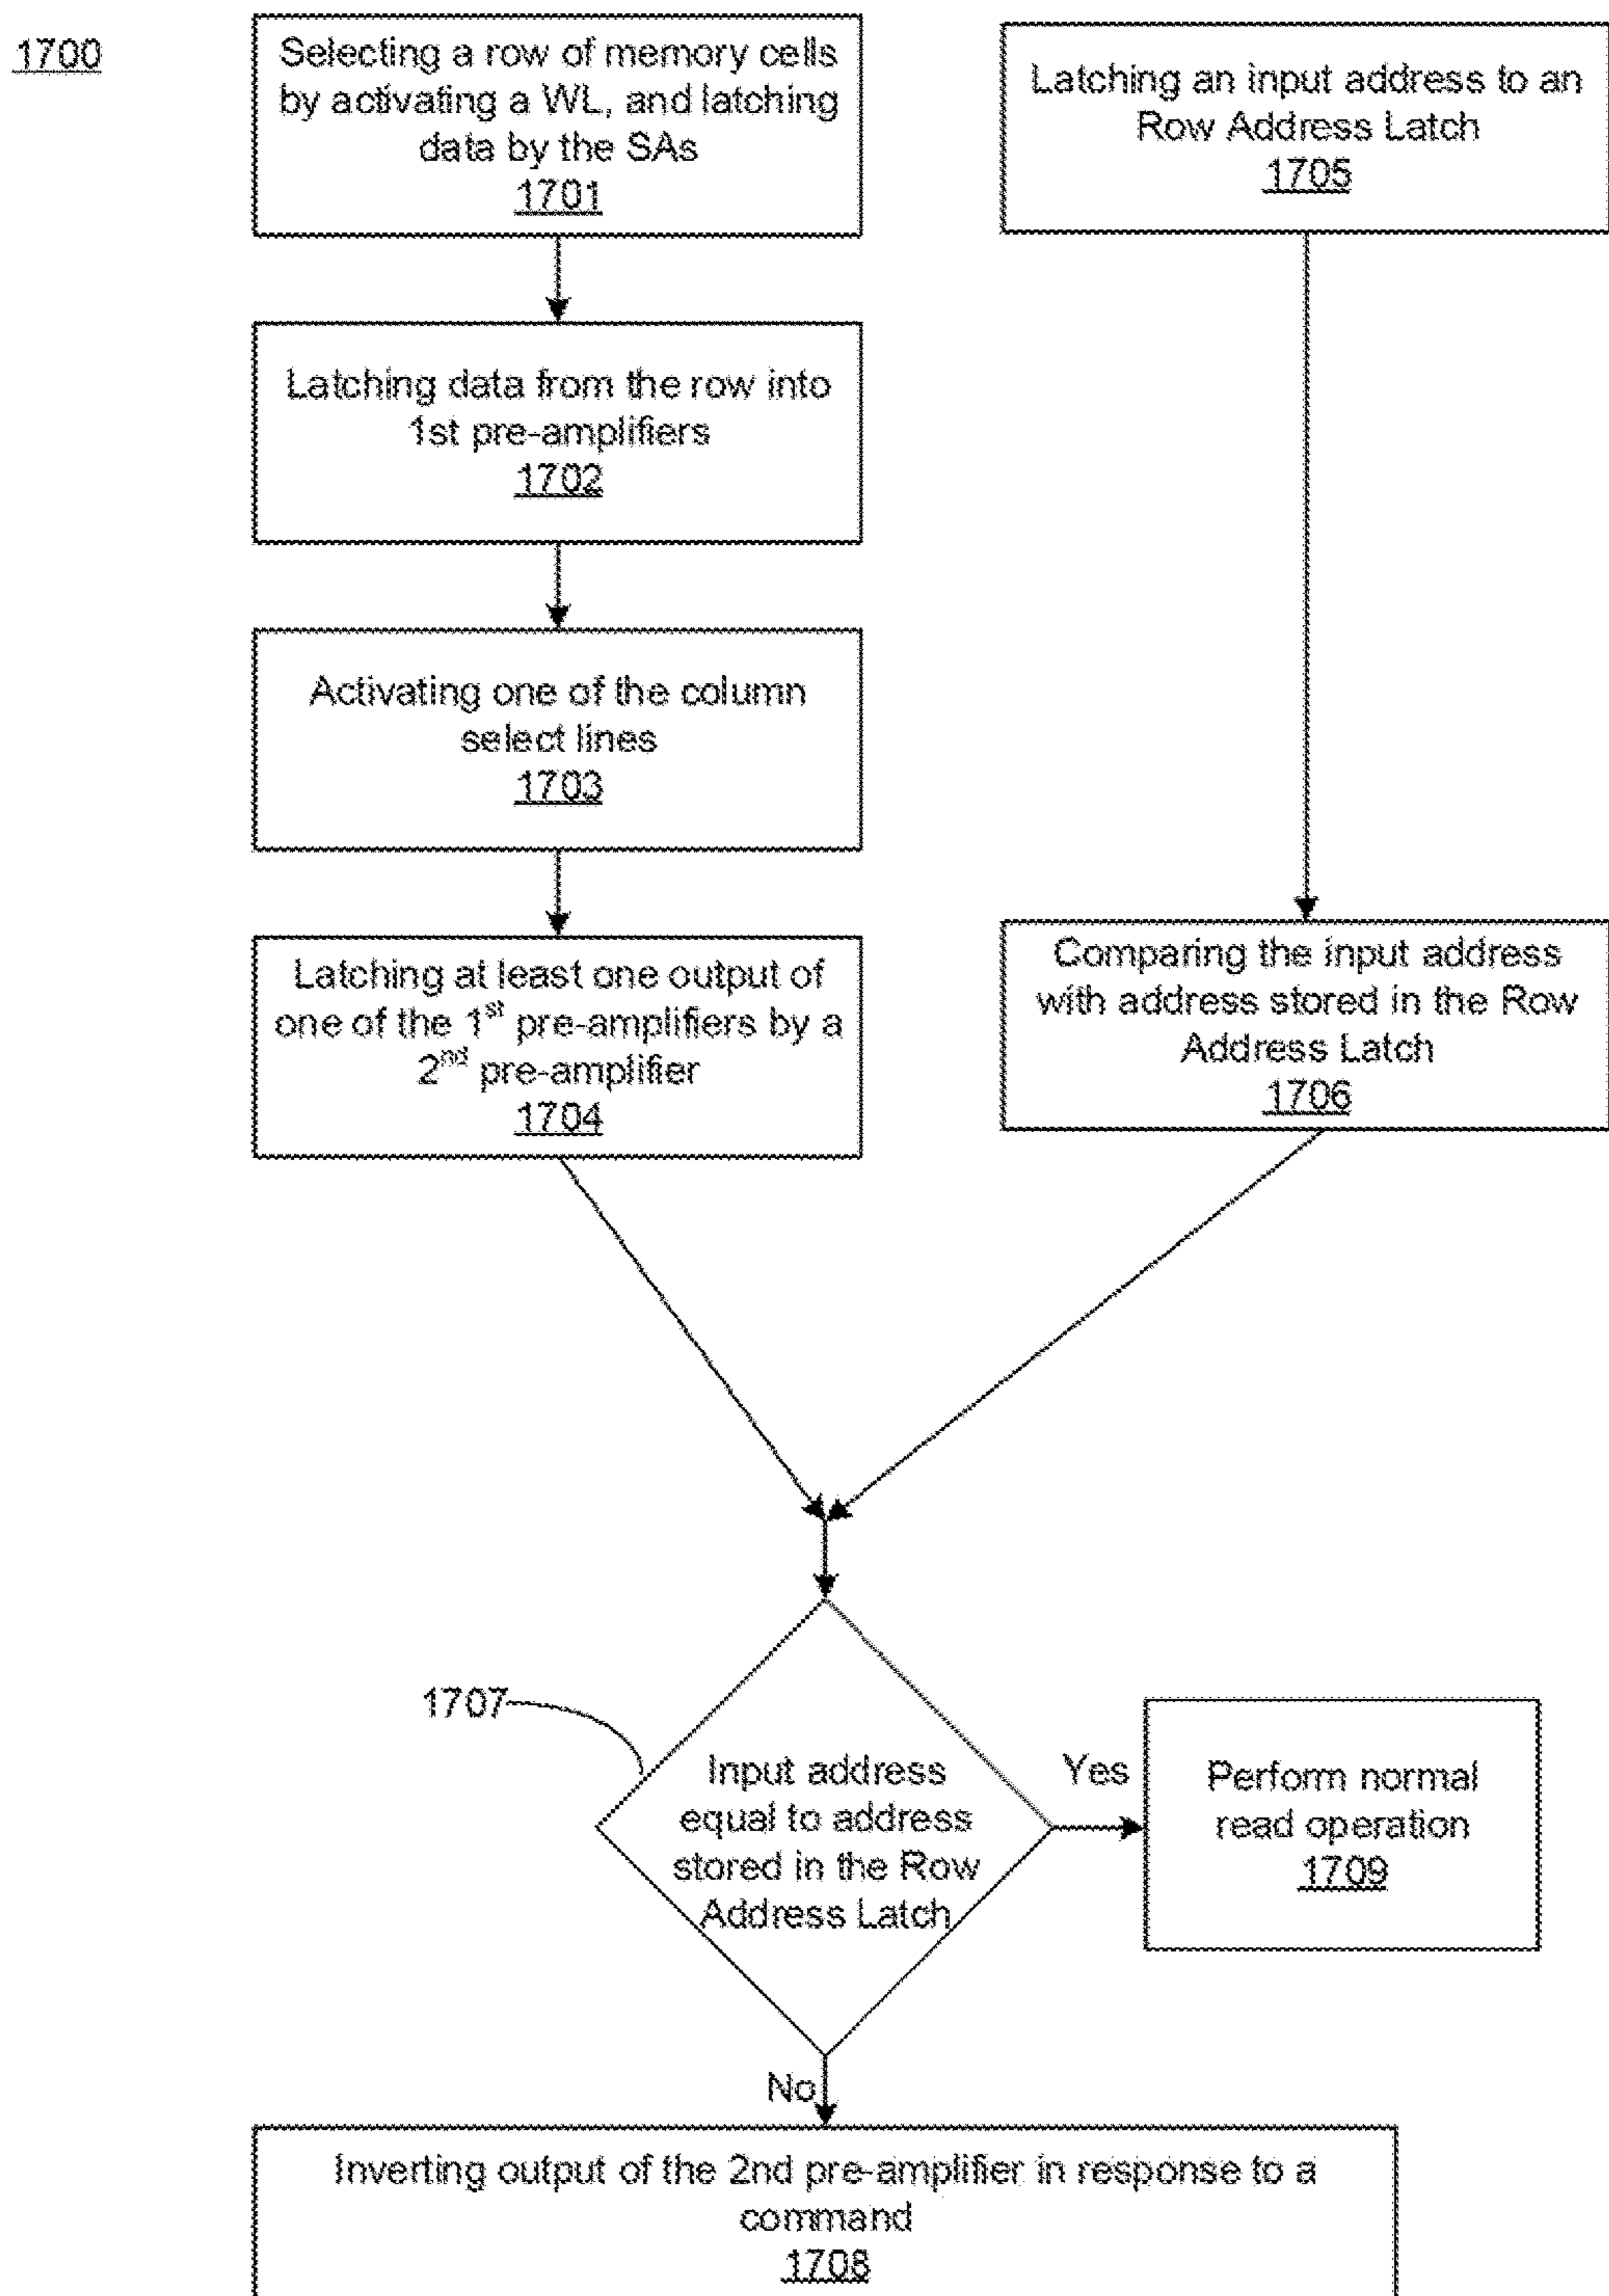 1700
Selecting a row of memory cells
by activating a WL, and latching
data by the SAs
1701
Latching an input address to an
Row Address Latch
1705
Latching data from the row into
1st pre-amplifiers
1702
Activating one of the column
select lines
1703
Latching at least one output of
one of the 1st pre-amplifiers by a
2nd pre-amplifier
1704
Comparing the input address
with address stored in the Row
Address Latch
1706
1707
Input address
equal to address
stored in the Row
Address Latch
Yes
Perform normal
read operation
1709
No
Inverting output of the 2nd pre-amplifier in response to a
command
1708